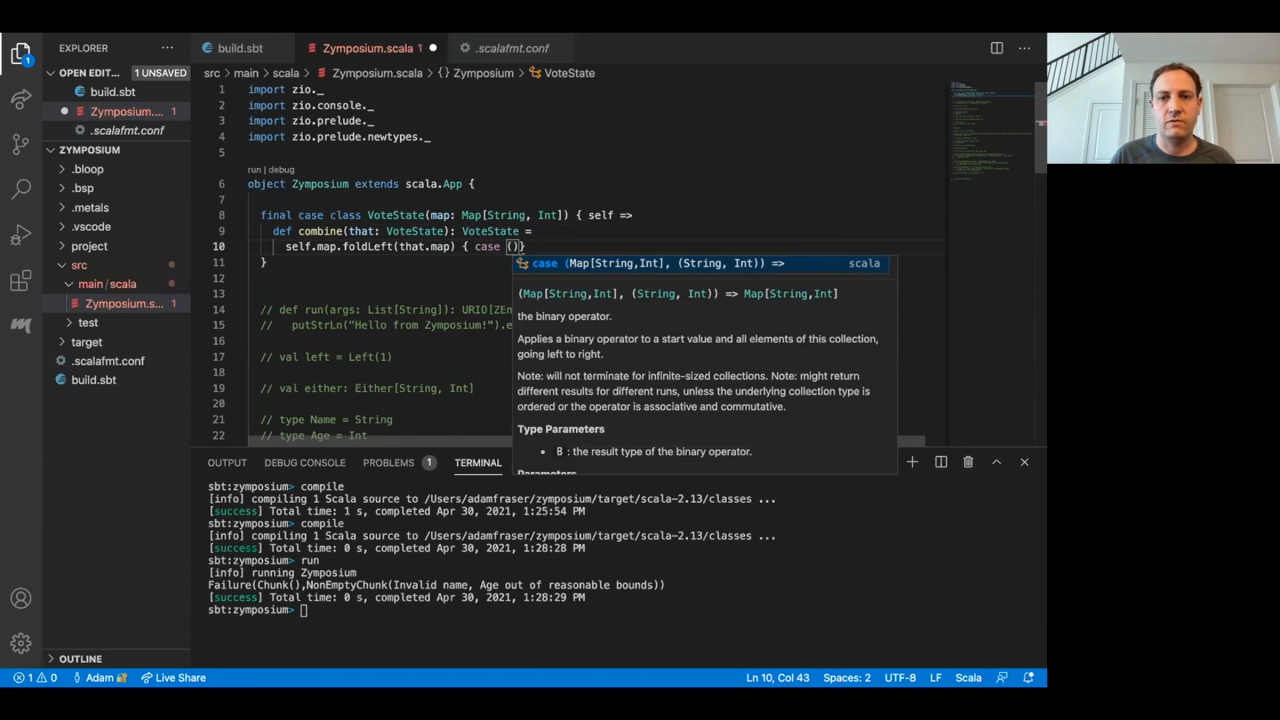 EXPLORER
OPEN EDIT... 1 UNSAVED
build.sbt
Zymposium.... 1
.scalafmt.conf
ZYMPOSIUM
.bloop
.bsp
.metals
.vscode
project
src
main/scala
Zymposium.s... 1
test
target
.scalafmt.conf
build.sbt
OUTLINE
build.sbt Zymposium.scala 1 .scalafmt.conf
src > main > scala > Zymposium.scala > {} Zymposium > VoteState
1 import zio._
2 import zio.console._
3 import zio.prelude._
4 import zio.prelude.newtypes._
5
run | debug
6 object Zymposium extends scala.App {
7
8 final case class VoteState(map: Map[String, Int]) { self =>
9 def combine(that: VoteState): VoteState =
10 self.map.foldLeft(that.map) { case ()}
11 }
12
13
14 // def run(args: List[String]): URIO[ZEn
15 // putStrLn("Hello from Zymposium!").e
16
17 // val left = Left(1)
18
19 // val either: Either[String, Int]
20
21 // type Name = String
22 // type Age = Int
case (Map[String,Int], (String, Int)) => scala
(Map[String,Int], (String, Int)) => Map[String,Int]
the binary operator.
Applies a binary operator to a start value and all elements of this collection,
going left to right.
Note: will not terminate for infinite-sized collections. Note: might return
different results for different runs, unless the underlying collection type is
ordered or the operator is associative and commutative.
Type Parameters
• B : the result type of the binary operator.
Parameters
OUTPUT DEBUG CONSOLE PROBLEMS 1 TERMINAL
sbt:zymposium> compile
[info] compiling 1 Scala source to /Users/adamfraser/zymposium/target/scala-2.13/classes ...
[success] Total time: 1 s, completed Apr 30, 2021, 1:25:54 PM
sbt:zymposium> compile
[info] compiling 1 Scala source to /Users/adamfraser/zymposium/target/scala-2.13/classes ...
[success] Total time: 0 s, completed Apr 30, 2021, 1:28:28 PM
sbt:zymposium> run
[info] running Zymposium
Failure(Chunk(),NonEmptyChunk(Invalid name, Age out of reasonable bounds))
[success] Total time: 0 s, completed Apr 30, 2021, 1:28:29 PM
sbt:zymposium>
1 0 Adam Live Share Ln 10, Col 43 Spaces: 2 UTF-8 LF Scala